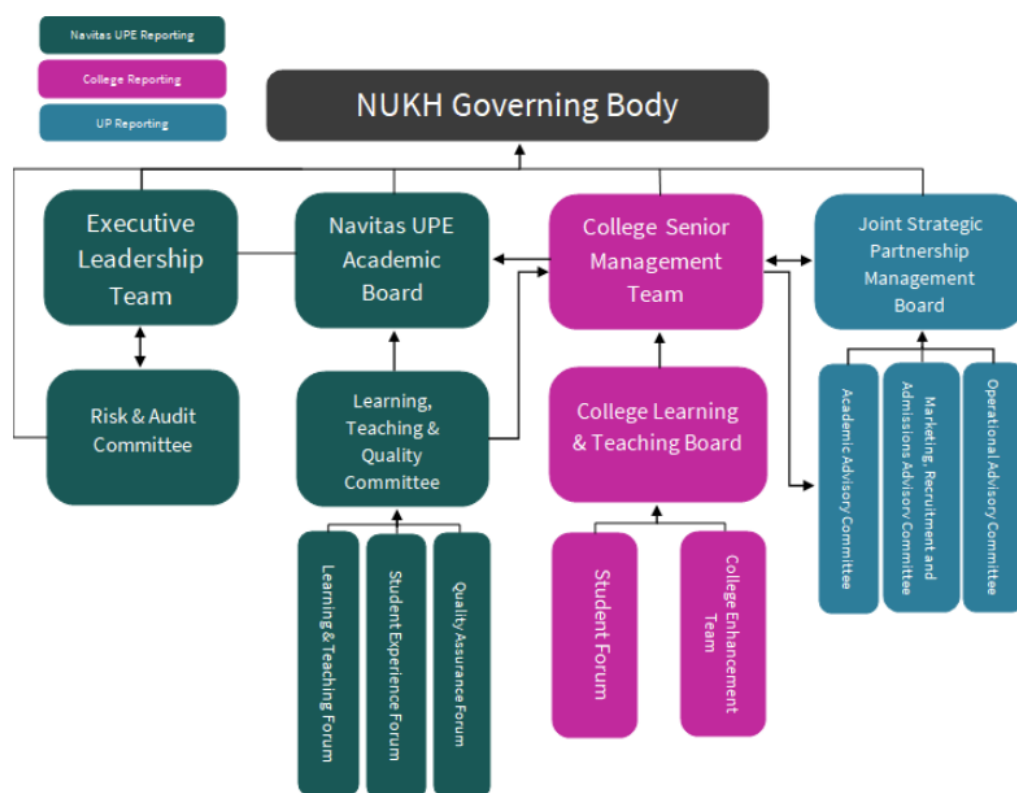 Navitas UPE Reporting
College Reporting
UP Reporting
NUKH Governing Body
Executive
Leadership
Team
Navitas UPE
Academic
Board
College Senior
Management
Team
Joint Strategic
Partnership
Management
Board
Risk & Audit
Committee
Learning,
Teaching &
Quality
Committee
College Learning
& Teaching Board
Academic Advisory Committee
Marketing, Recruitment and
Admissions Advisory Committee
Operational Advisory Committee
Learning & Teaching Forum
Student Experience Forum
Quality Assurance Forum
Student Forum
College Enhancement
Team